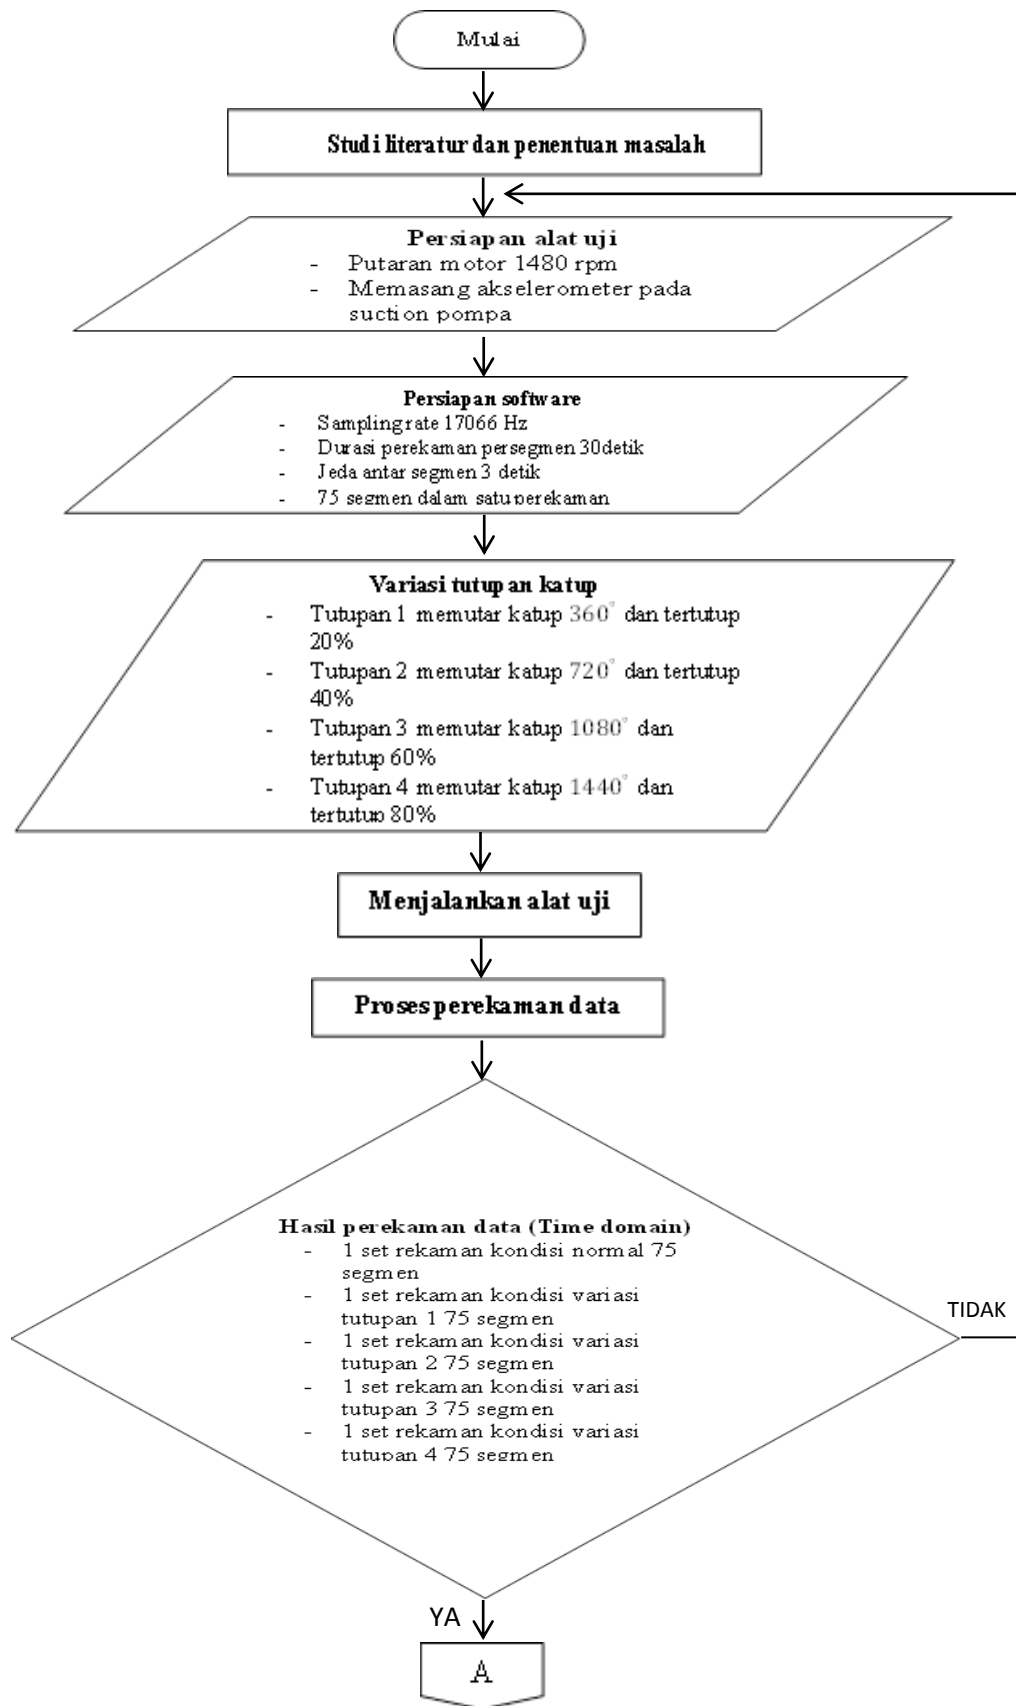 Mulai
Studi literatur dan penentuan masalah
Persiapan alat uji
- Putaran motor 1480 rpm
- Memasang akselerometer pada
suction pompa
Persiapan software
- Sampling rate 17066 Hz
- Durasi perekaman persegmen 30detik
- Jeda antar segmen 3 detik
- 75 segmen dalam satu perekaman
Variasi tutupan katup
- Tutupan 1 memutar katup 360° dan tertutup
20%
- Tutupan 2 memutar katup 720° dan tertutup
40%
- Tutupan 3 memutar katup 1080° dan
tertutup 60%
- Tutupan 4 memutar katup 1440° dan
tertutup 80%
Menjalankan alat uji
Proses perekaman data
Hasil perekaman data (Time domain)
- 1 set rekaman kondisi normal 75
segmen
- 1 set rekaman kondisi variasi
tutupan 1 75 segmen
- 1 set rekaman kondisi variasi
tutupan 2 75 segmen
- 1 set rekaman kondisi variasi
tutupan 3 75 segmen
- 1 set rekaman kondisi variasi
tutupan 4 75 segmen
TIDAK
YA
A